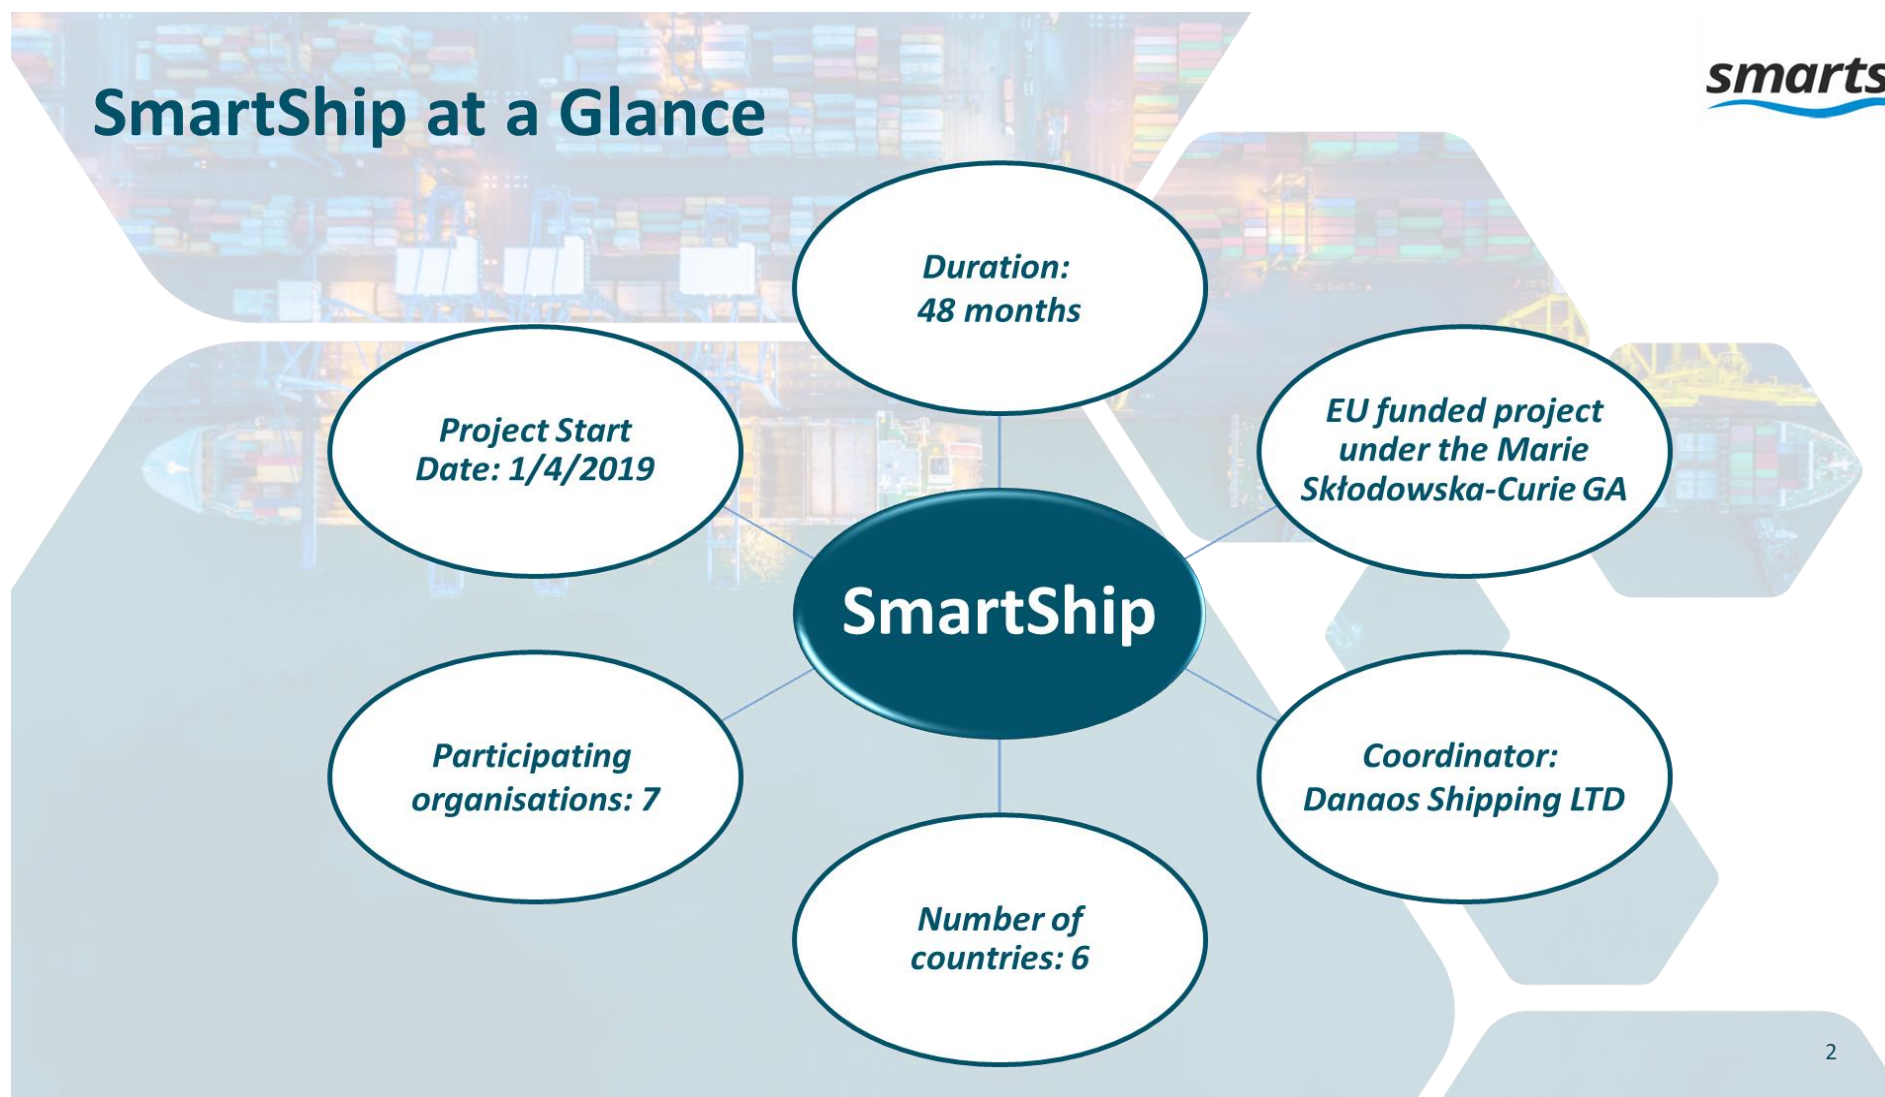 SmartShip at a Glance
smarts
Duration:
48 months
EU funded project
under the Marie
Skłodowska-Curie GA
Project Start
Date: 1/4/2019
SmartShip
Participating
organisations: 7
Coordinator:
Danaos Shipping LTD
Number of
countries: 6
2